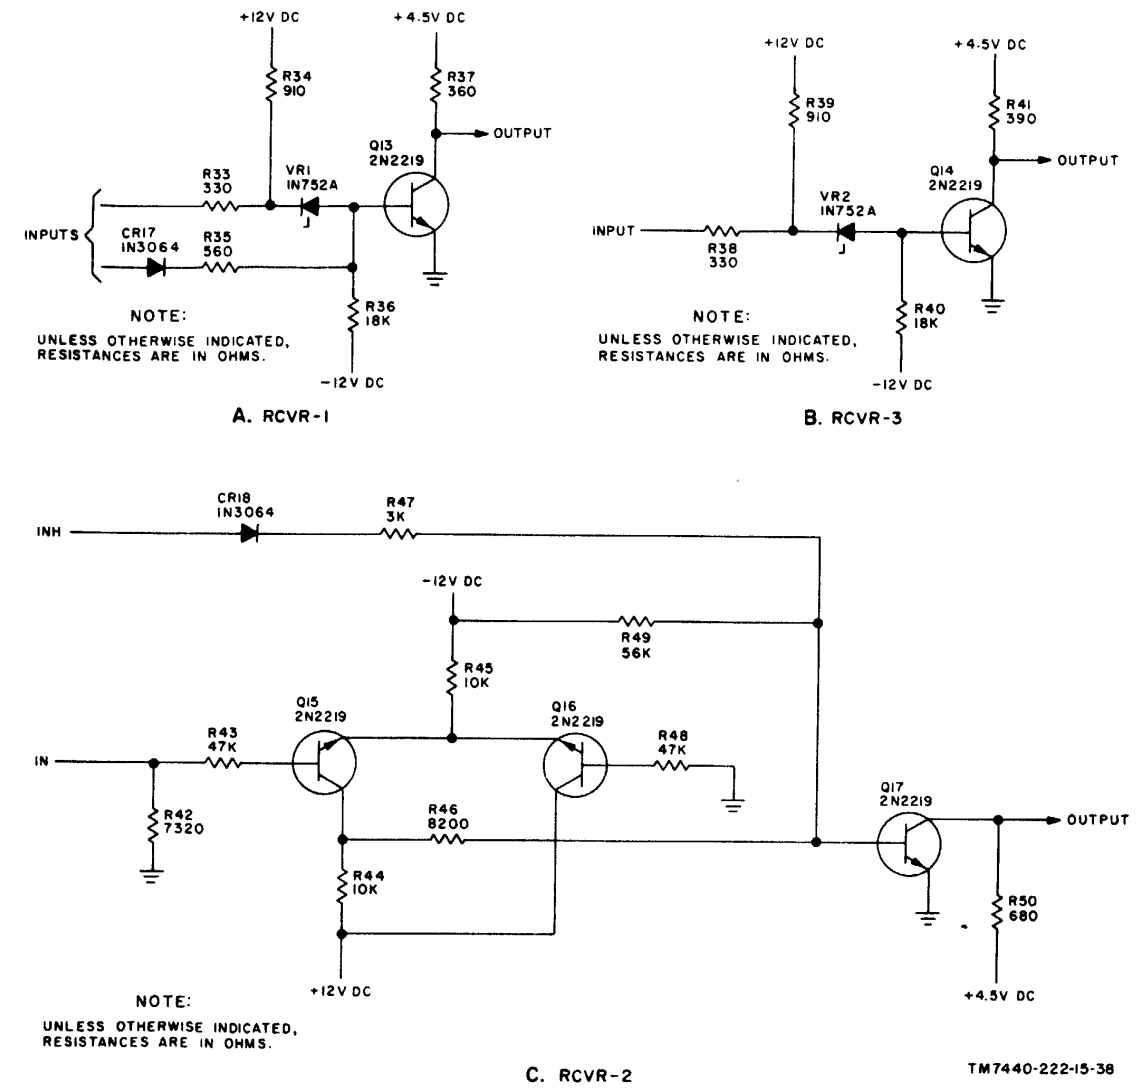 +12V DC
+4.5V DC
R34
910
R37
360
OUTPUT
Q13
2N2219
VR1
1N752A
R33
330
INPUTS
CR17
1N3064
R35
560
R36
18K
-12V DC
NOTE:
UNLESS OTHERWISE INDICATED,
RESISTANCES ARE IN OHMS.
A. RCVR-1
+12V DC
+4.5V DC
R39
910
R41
390
OUTPUT
Q14
2N2219
VR2
1N752A
INPUT
R38
330
R40
18K
-12V DC
NOTE:
UNLESS OTHERWISE INDICATED,
RESISTANCES ARE IN OHMS.
B. RCVR-3
INH
CR18
1N3064
R47
3K
-12V DC
R49
56K
R45
10K
Q15
2N2219
Q16
2N2219
IN
R43
47K
R48
47K
R42
7320
R46
8200
R44
10K
+12V DC
Q17
2N2219
OUTPUT
R50
680
+4.5V DC
NOTE:
UNLESS OTHERWISE INDICATED,
RESISTANCES ARE IN OHMS.
C. RCVR-2
TM7440-222-15-38